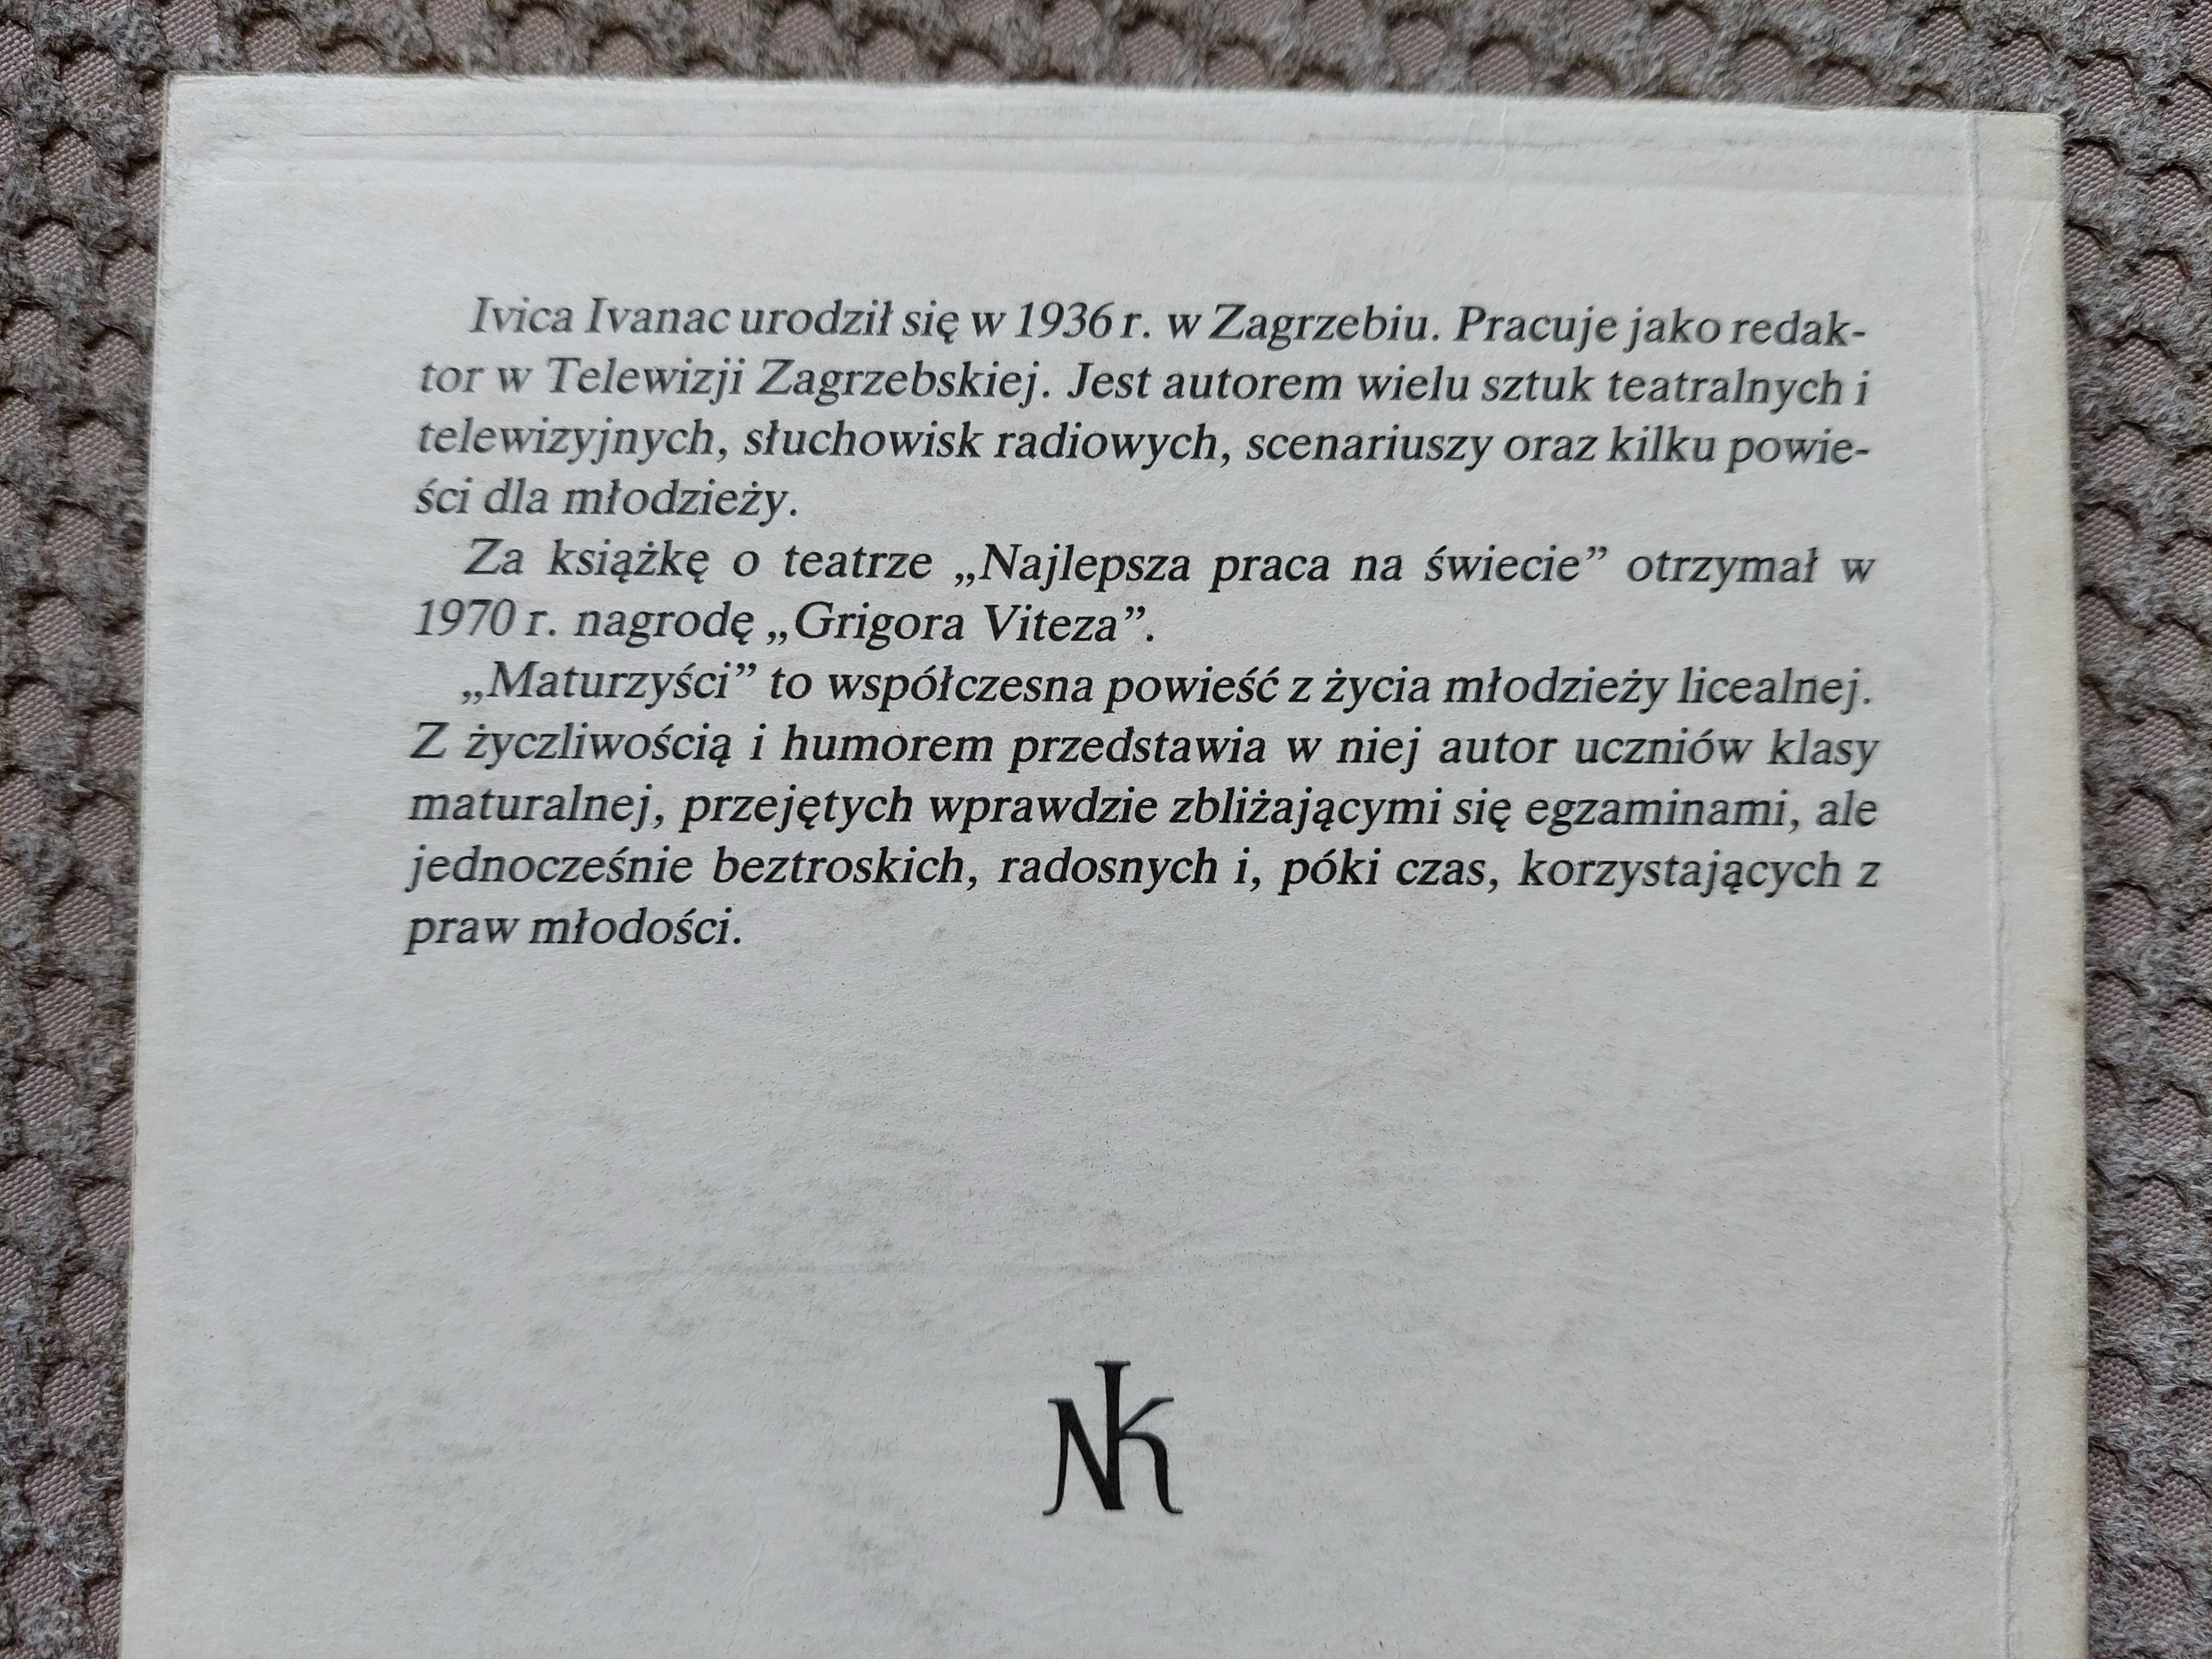 Ivica Ivanac urodził się w 1936 r. w Zagrzebiu. Pracuje jako redak-
tor w Telewizji Zagrzebskiej. Jest autorem wielu sztuk teatralnych i
telewizyjnych, słuchowisk radiowych, scenariuszy oraz kilku powie-
ści dla młodzieży.
Za książkę o teatrze „Najlepsza praca na świecie” otrzymał w
1970 r. nagrodę „Grigora Viteza”.
„Maturzyści” to współczesna powieść z życia młodzieży licealnej.
Z życzliwością i humorem przedstawia w niej autor uczniów klasy
maturalnej, przejętych wprawdzie zbliżającymi się egzaminami, ale
jednocześnie beztroskich, radosnych i, póki czas, korzystających z
praw młodości.
NK